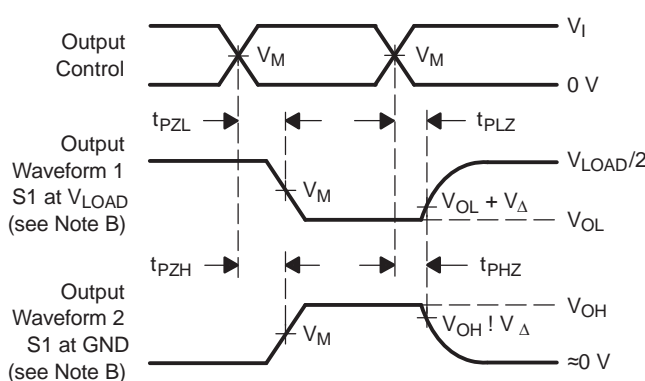 Output
Control
V_M
V_M
V_I
0 V
t_PZL
t_PLZ
Output
Waveform 1
S1 at V_LOAD
(see Note B)
V_M
V_LOAD/2
V_OL + V_Δ
V_OL
t_PZH
t_PHZ
Output
Waveform 2
S1 at GND
(see Note B)
V_M
V_OH
V_OH ! V_Δ
≈0 V